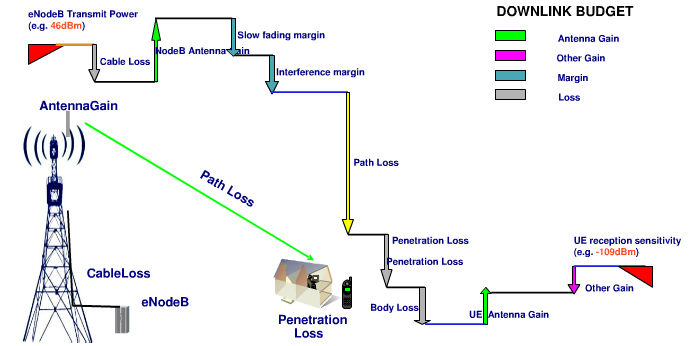 DOWNLINK BUDGET
eNodeB Transmit Power
(e.g. 46dBm)
Cable Loss
NodeB Antenna Gain
Slow fading margin
Interference margin
Antenna Gain
Other Gain
Margin
Loss
AntennaGain
Path Loss
Path Loss
Penetration Loss
Penetration Loss
Body Loss
UE Antenna Gain
UE reception sensitivity
(e.g. -109dBm)
Other Gain
CableLoss
eNodeB
Penetration
Loss